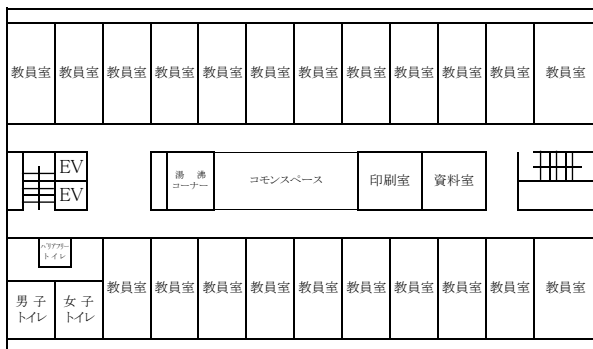 教員室 教員室 教員室 教員室 教員室 教員室 教員室 教員室 教員室 教員室 教員室 教員室
EV
EV
湯 沸
コーナー
コモンスペース
印刷室
資料室
バリアフリー
トイレ
男 子
トイレ
女 子
トイレ
教員室 教員室 教員室 教員室 教員室 教員室 教員室 教員室 教員室 教員室